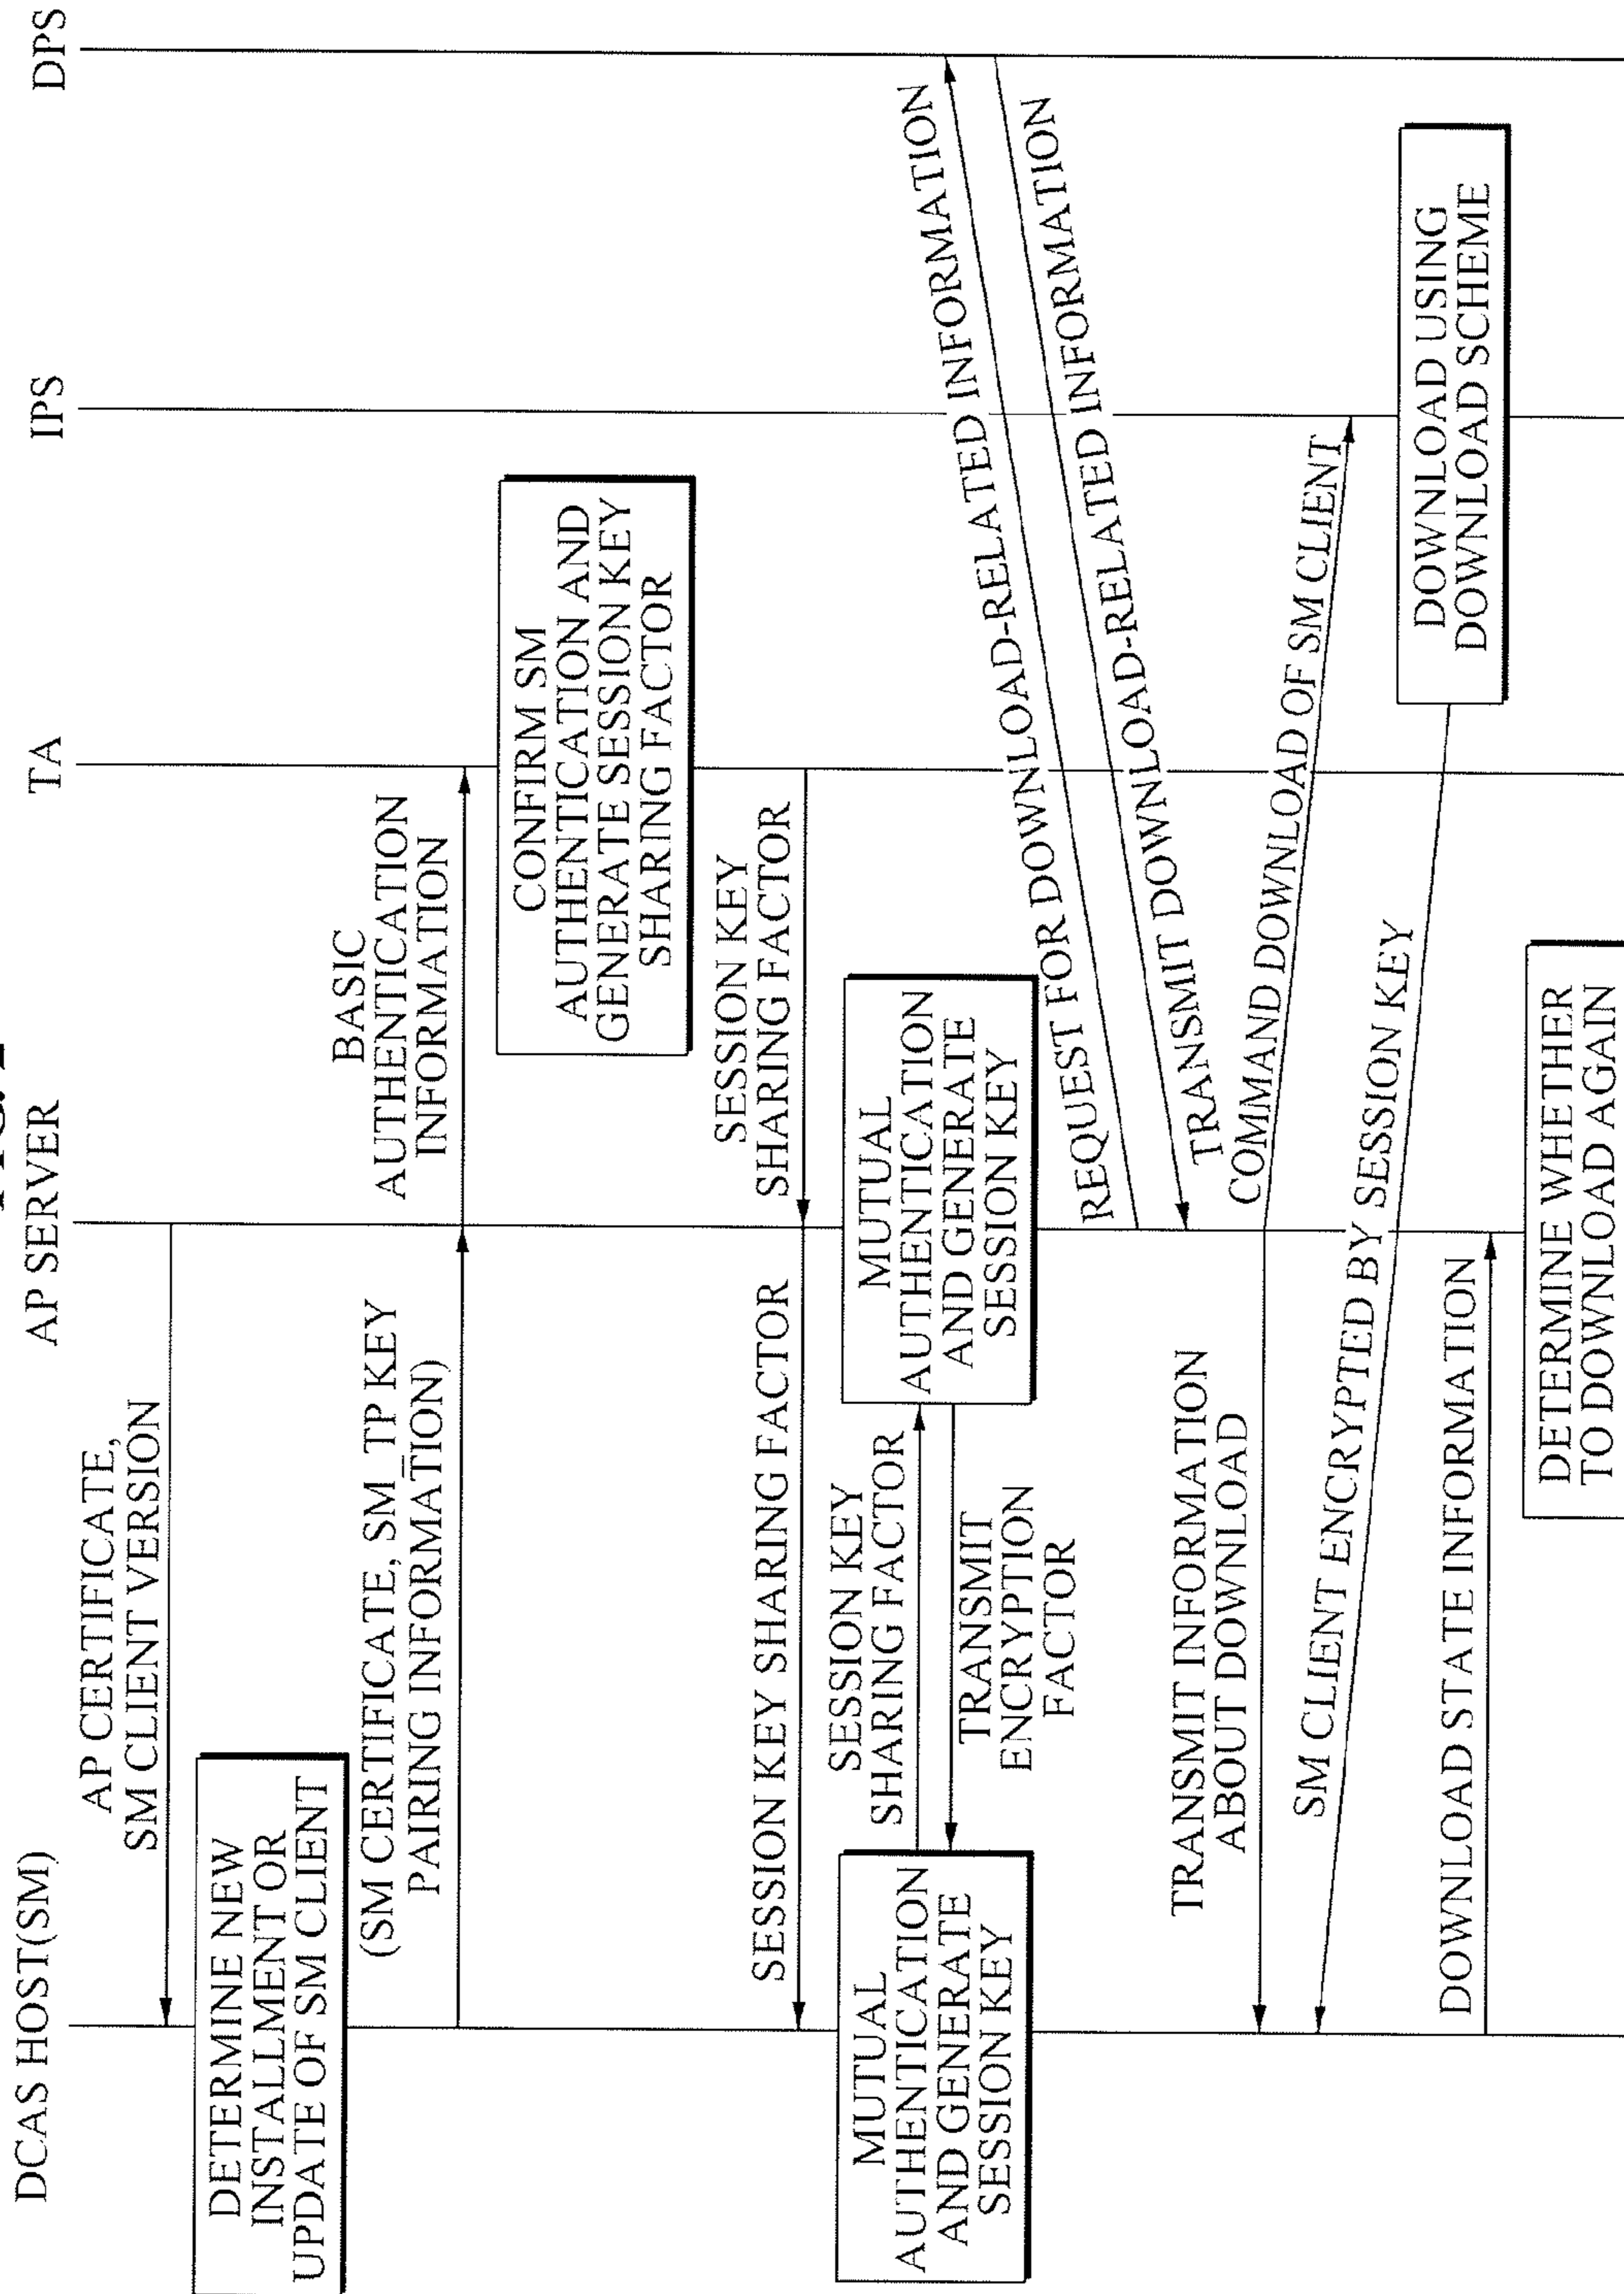 DCAS HOST(SM)
AP SERVER
TA
IPS
DPS
AP CERTIFICATE,
SM CLIENT VERSION
DETERMINE NEW
INSTALLMENT OR
UPDATE OF SM CLIENT
(SM CERTIFICATE, SM_TP KEY
PAIRING INFORMATION)
BASIC
AUTHENTICATION
INFORMATION
CONFIRM SM
AUTHENTICATION AND
GENERATE SESSION KEY
SHARING FACTOR
SESSION KEY
SHARING FACTOR
SESSION KEY SHARING FACTOR
MUTUAL
AUTHENTICATION
AND GENERATE
SESSION KEY
SESSION KEY
SHARING FACTOR
TRANSMIT
ENCRYPTION
FACTOR
MUTUAL
AUTHENTICATION
AND GENERATE
SESSION KEY
REQUEST FOR DOWNLOAD-RELATED INFORMATION
TRANSMIT DOWNLOAD-RELATED INFORMATION
TRANSMIT INFORMATION
ABOUT DOWNLOAD
COMMAND DOWNLOAD OF SM CLIENT
DOWNLOAD USING
DOWNLOAD SCHEME
SM CLIENT ENCRYPTED BY SESSION KEY
DOWNLOAD STATE INFORMATION
DETERMINE WHETHER
TO DOWNLOAD AGAIN